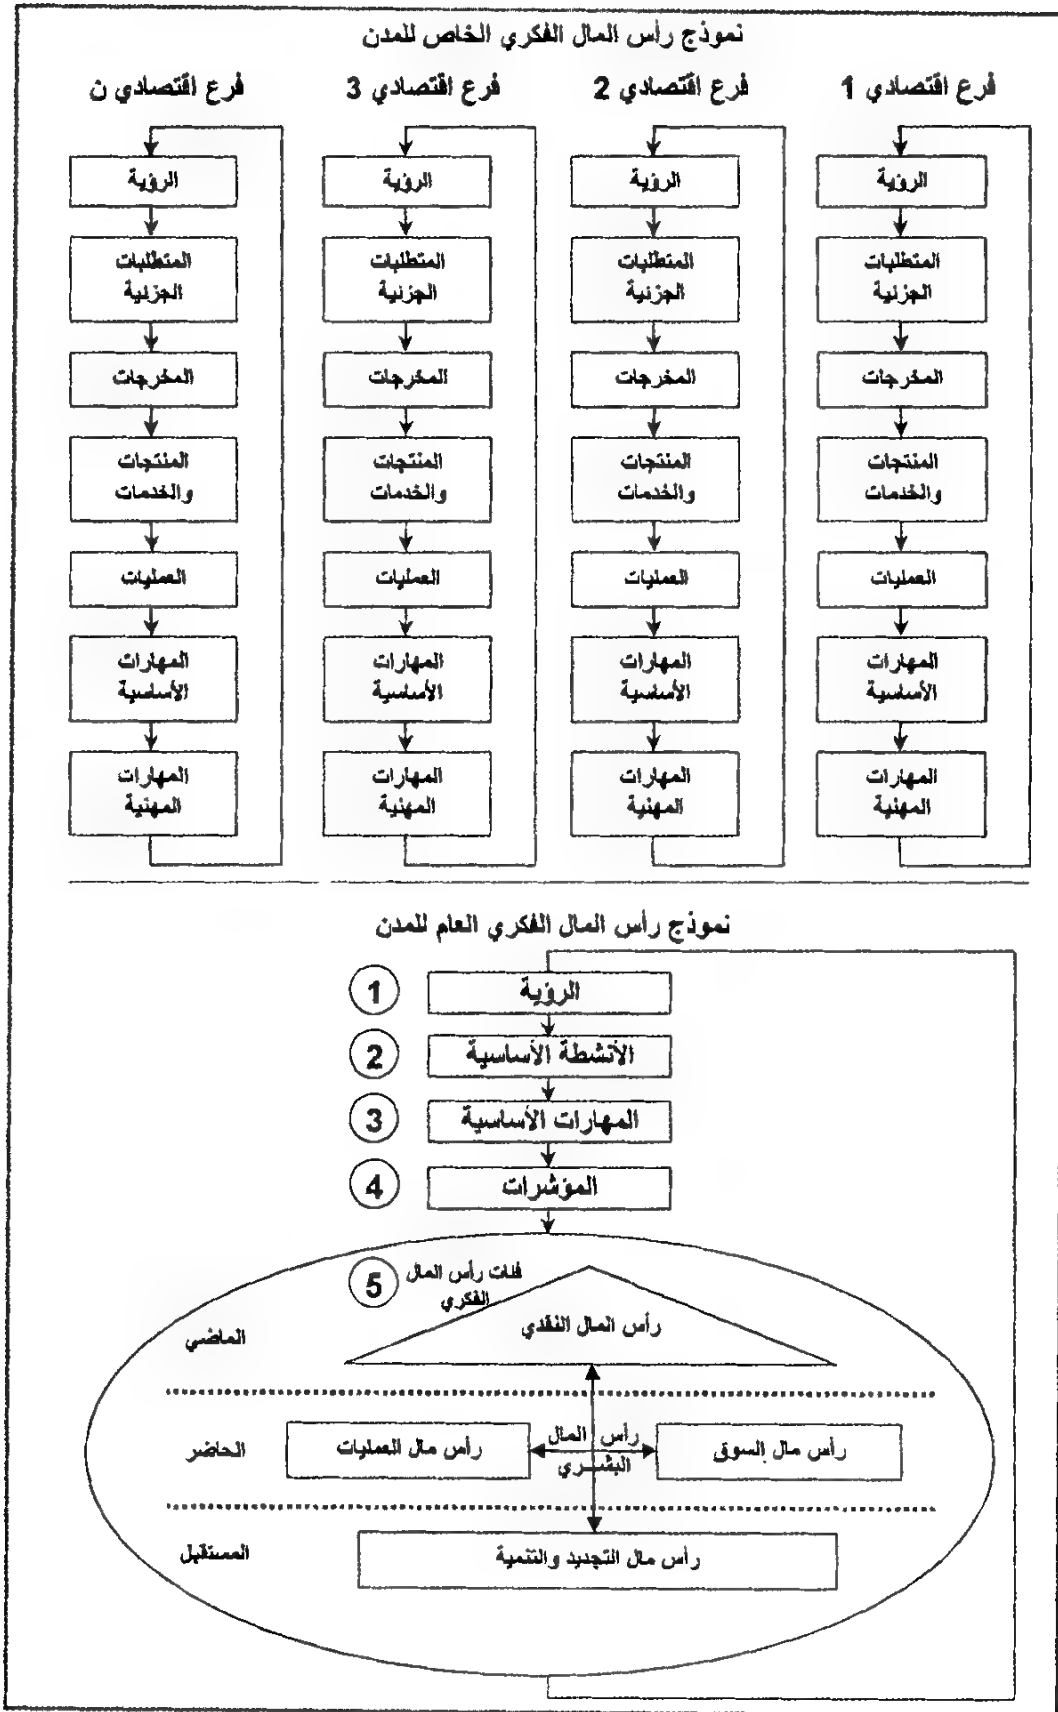 نموذج رأس المال الفكري الخاص للمدن
فرع اقتصادي 1
الرؤية
المتطلبات
الجزئية
المخرجات
المنتجات
والخدمات
العمليات
المهارات
الأساسية
المهارات
المهنية
فرع اقتصادي 2
الرؤية
المتطلبات
الجزئية
المخرجات
المنتجات
والخدمات
العمليات
المهارات
الأساسية
المهارات
المهنية
فرع اقتصادي 3
الرؤية
المتطلبات
الجزئية
المخرجات
المنتجات
والخدمات
العمليات
المهارات
الأساسية
المهارات
المهنية
فرع اقتصادي ن
الرؤية
المتطلبات
الجزئية
المخرجات
المنتجات
والخدمات
العمليات
المهارات
الأساسية
المهارات
المهنية
نموذج رأس المال الفكري العام للمدن
الرؤية 1
الأنشطة الأساسية 2
المهارات الأساسية 3
المؤشرات 4
فئات رأس المال 5
الفكري
رأس المال النقدي
الماضي
رأس مال السوق
رأس المال
البشري
رأس مال العمليات
الحاضر
رأس مال التجديد والتنمية
المستقبل